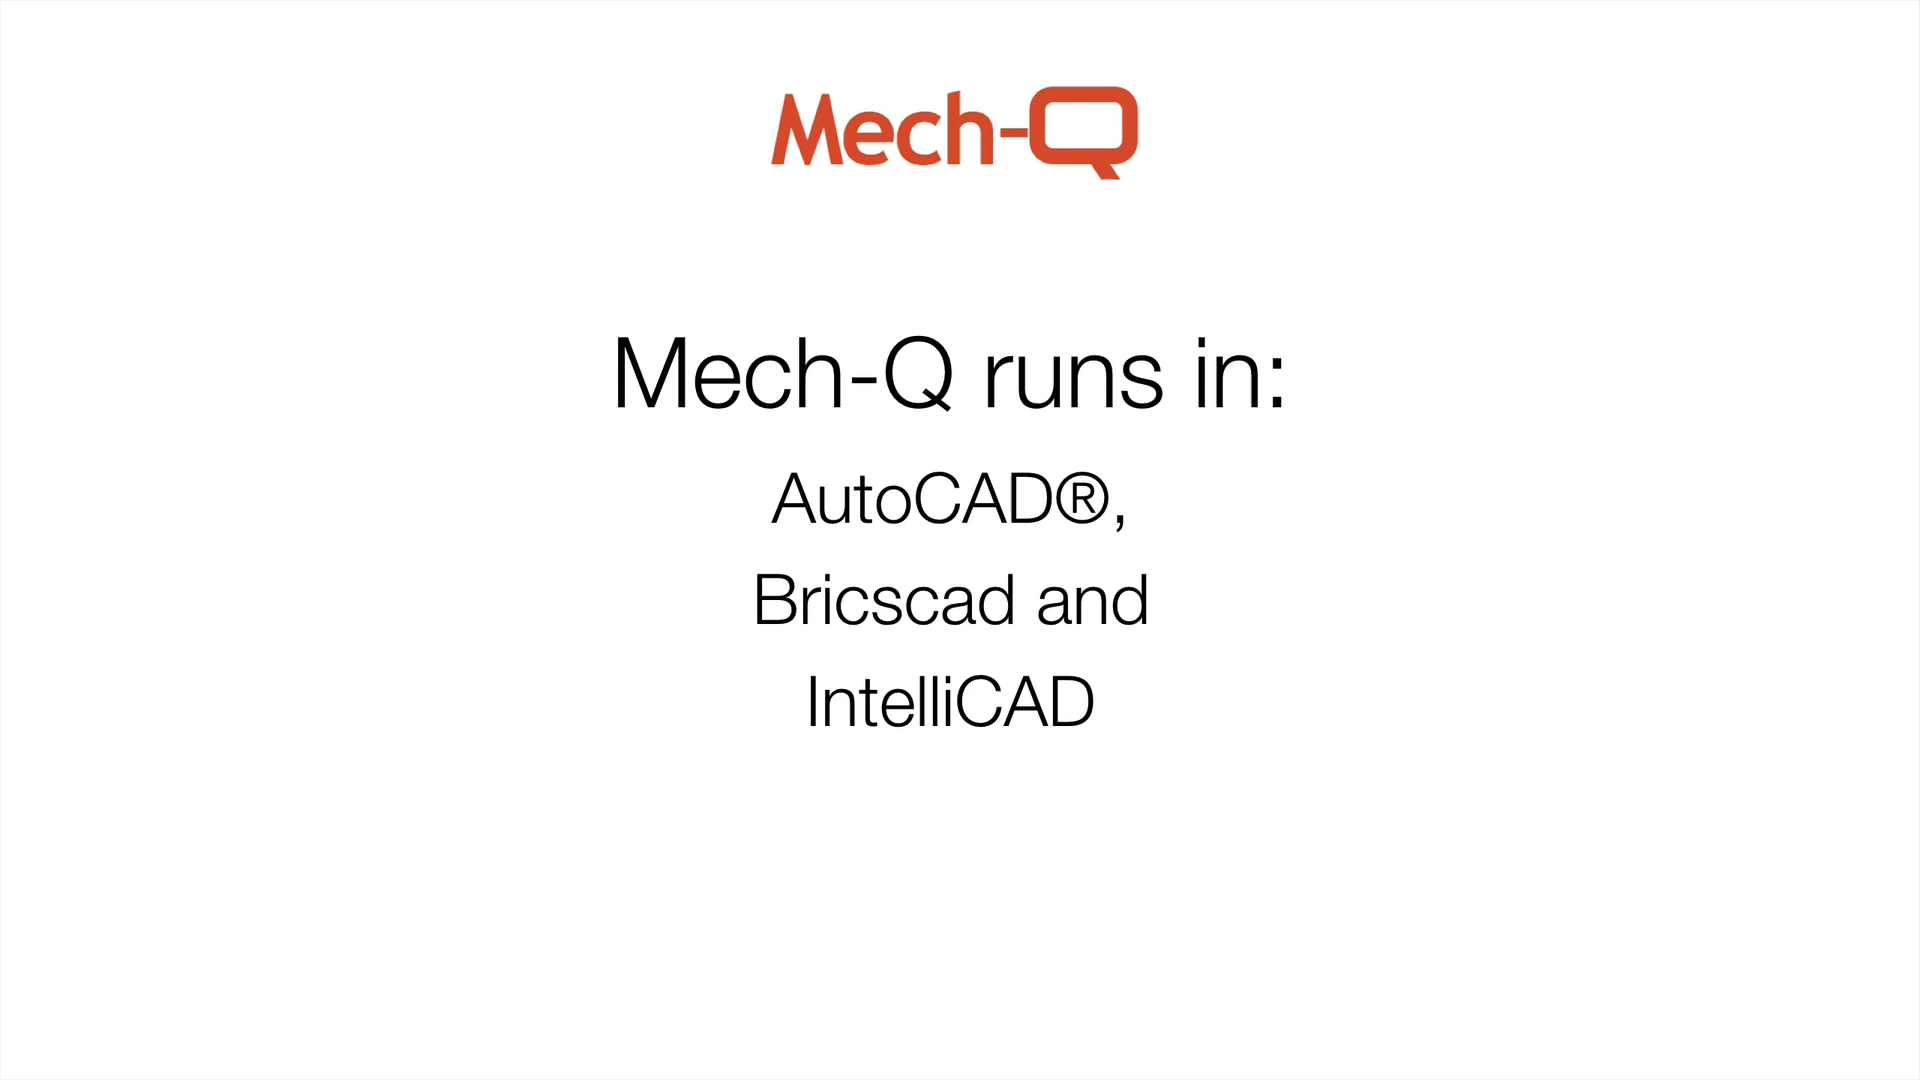 Mech-Q
Mech-Q runs in:
AutoCAD®,
Bricscad and
IntelliCAD